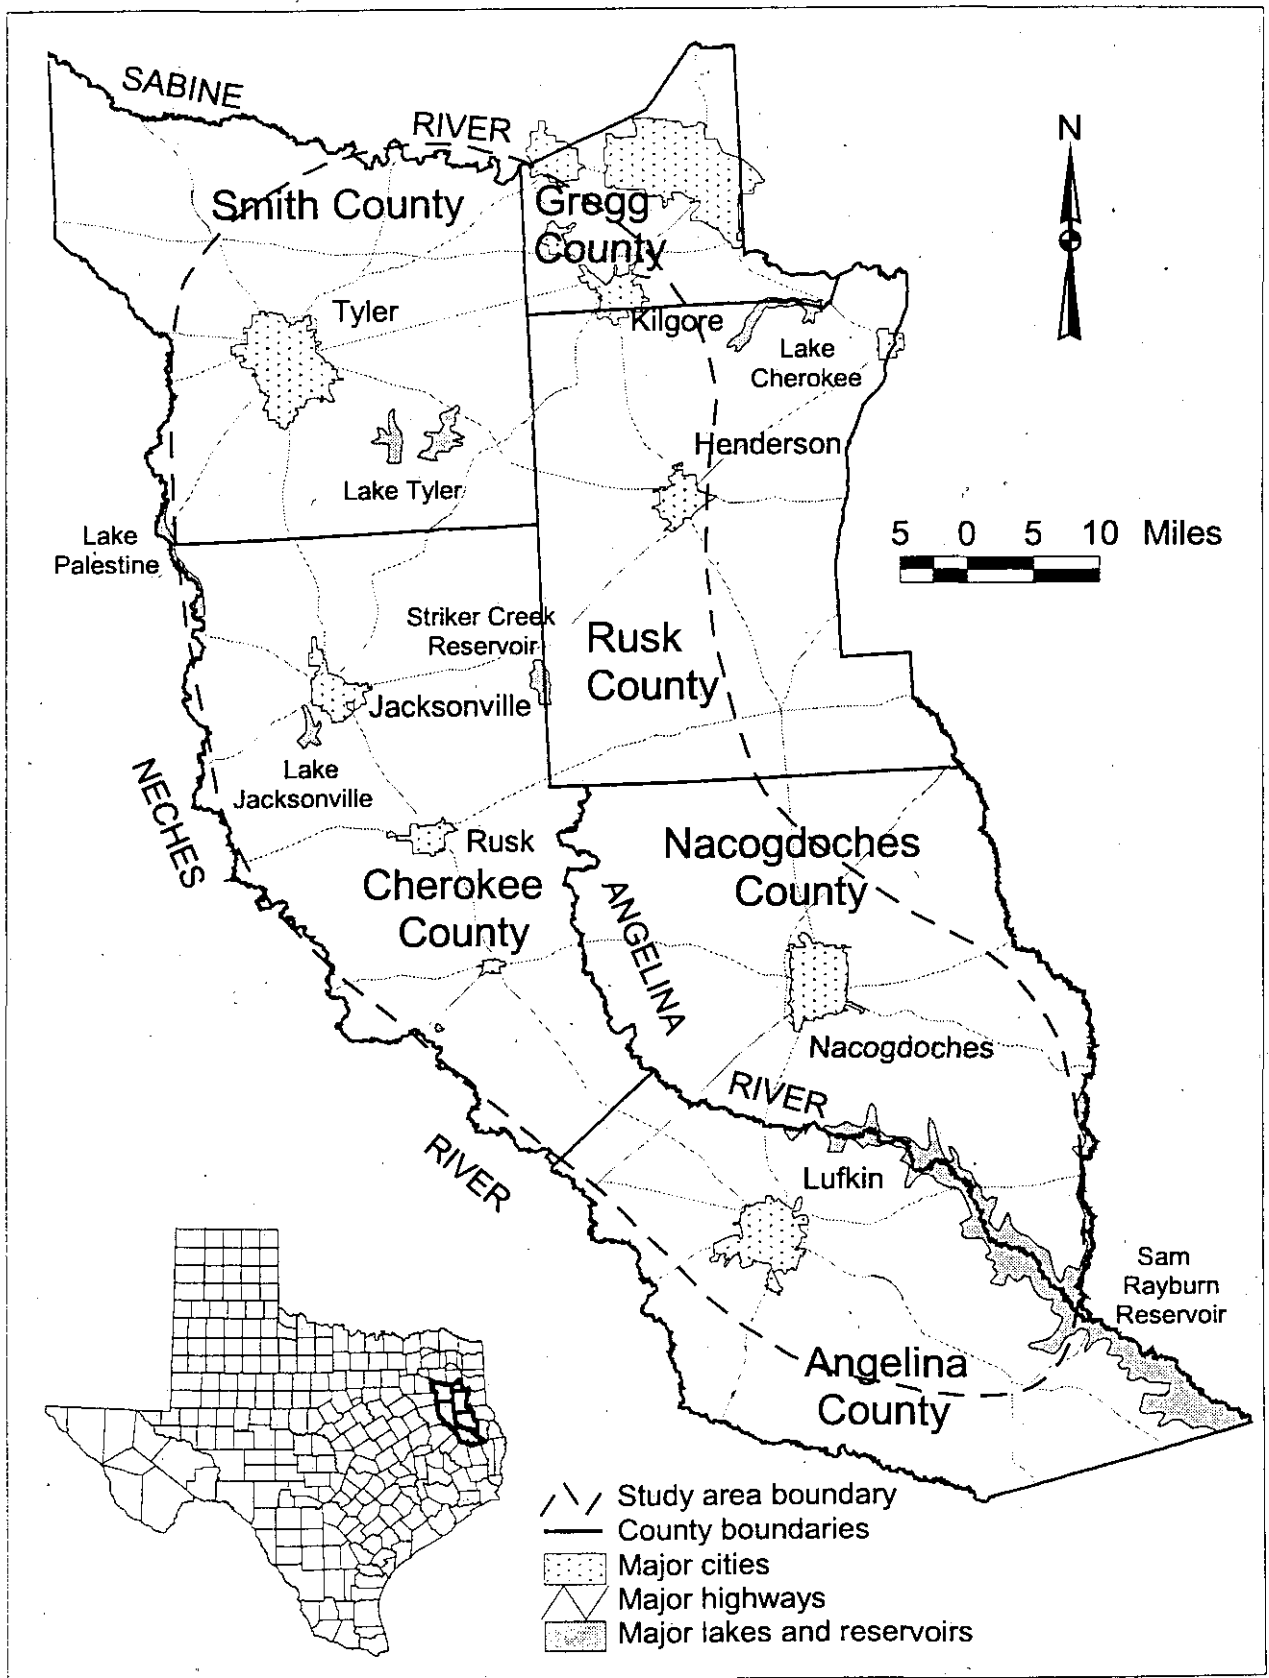 SABINE
RIVER
N
Smith County
Gregg
County
Tyler
Kilgore
Lake
Cherokee
Henderson
Lake Tyler
5 0 5 10 Miles
Lake
Palestine
Striker Creek
Reservoir
Rusk
County
Jacksonville
Lake
Jacksonville
NECHES
Rusk
Nacogdoches
County
Cherokee
County
ANGELINA
Nacogdoches
RIVER
RIVER
Lufkin
Sam
Rayburn
Reservoir
Angelina
County
Study area boundary
County boundaries
Major cities
Major highways
Major lakes and reservoirs